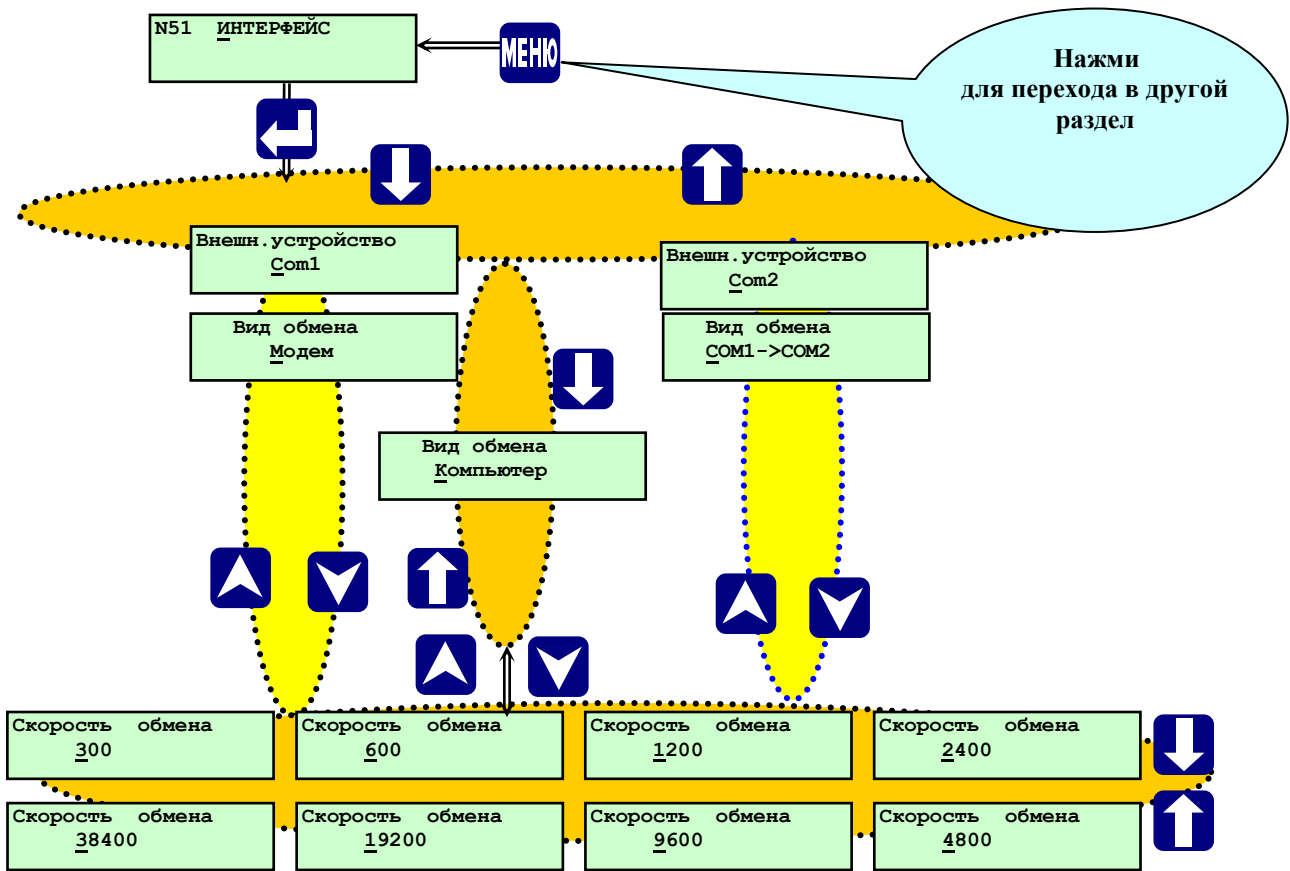 N51 ИНТЕРФЕЙС
МЕНЮ
Нажми
для перехода в другой
раздел
Внешн.устройство
Com1
Внешн.устройство
Com2
Вид обмена
Модем
Вид обмена
COM1->COM2
Вид обмена
Компьютер
Скорость обмена
300
Скорость обмена
600
Скорость обмена
1200
Скорость обмена
2400
Скорость обмена
38400
Скорость обмена
19200
Скорость обмена
9600
Скорость обмена
4800